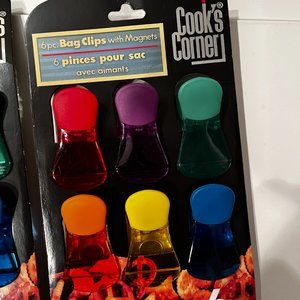 Cook's
Corner
6 pc. Bag Clips with Magnets
6 pinces pour sac
avec aimants